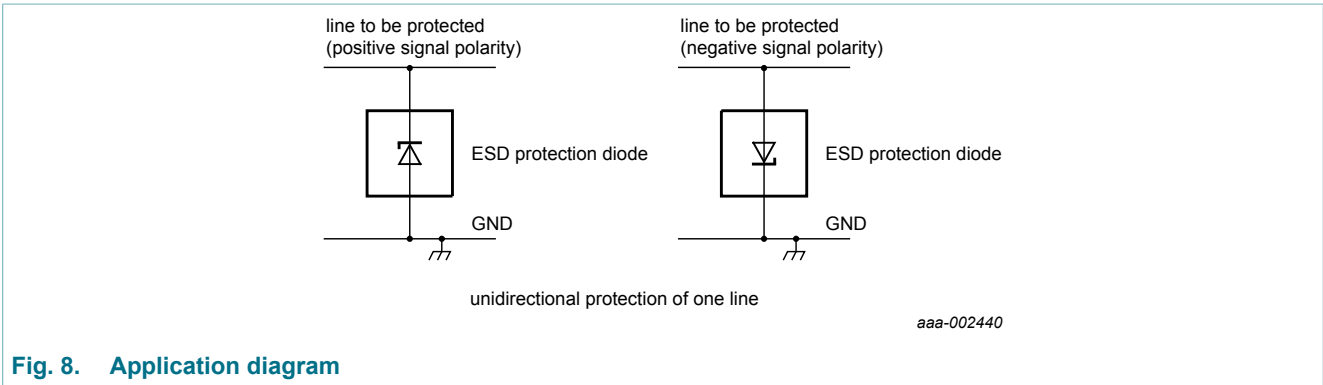 line to be protected
(positive signal polarity)
line to be protected
(negative signal polarity)
ESD protection diode
ESD protection diode
GND
GND
unidirectional protection of one line
aaa-002440
Fig. 8. Application diagram